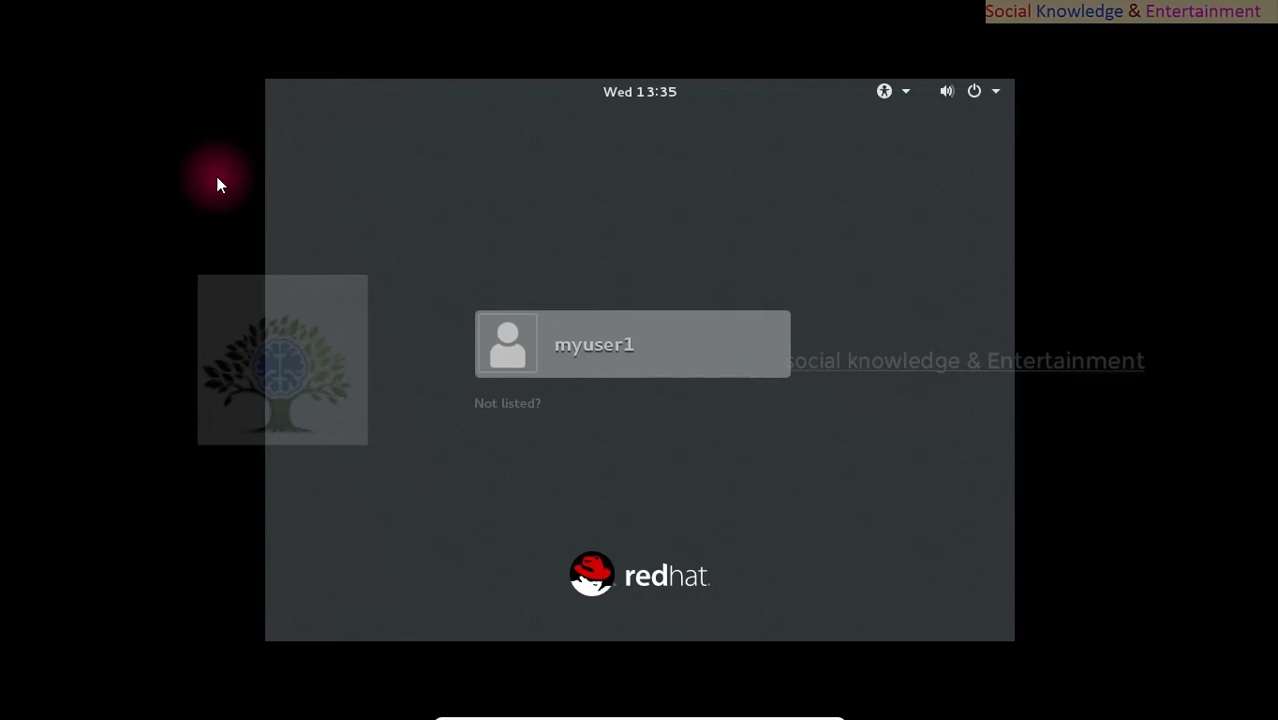 Social Knowledge & Entertainment
Wed 13:35
myuser1
social knowledge & Entertainment
Not listed?
redhat.